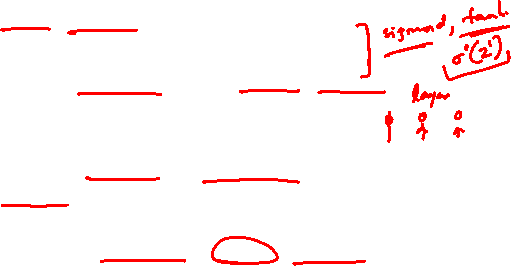 sigmoid, tanh
σ'(z'),
layer